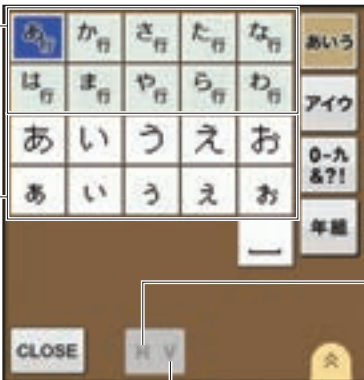 あ行 か行 さ行 た行 な行
は行 ま行 や行 ら行 わ行
あ い う え お
ぁ ぃ ぅ ぇ ぉ
ー
あいう
アイウ
0-九
&?!
年組
CLOSE
H V